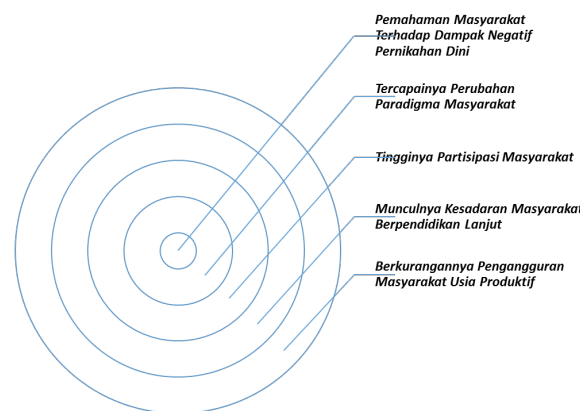 Pemahaman Masyarakat
Terhadap Dampak Negatif
Pernikahan Dini
Tercapainya Perubahan
Paradigma Masyarakat
Tingginya Partisipasi Masyarakat
Munculnya Kesadaran Masyarakat
Berpendidikan Lanjut
Berkurangannya Pengangguran
Masyarakat Usia Produktif